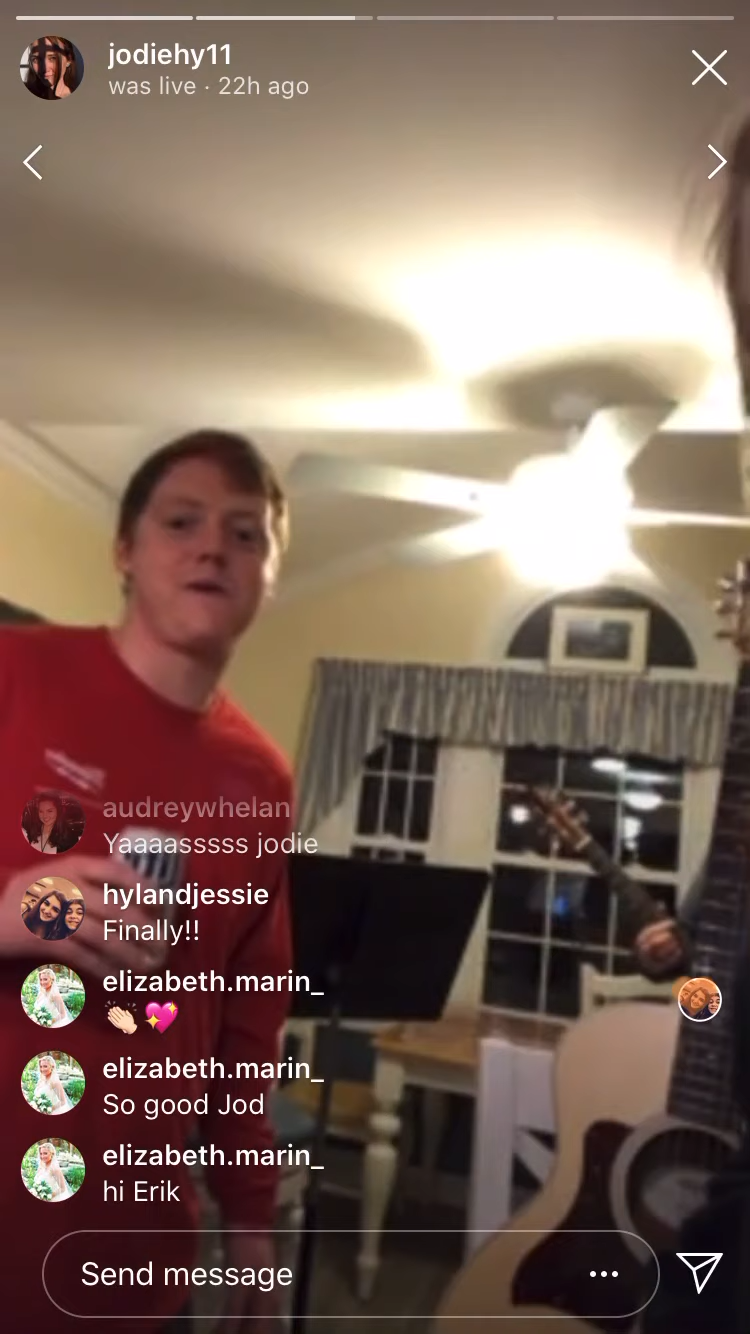 jodiehy11
was live · 22h ago
audreywhelan
Yaaaasssss jodie
hylandjessie
Finally!!
elizabeth.marin_
👏🏻 💖
elizabeth.marin_
So good Jod
elizabeth.marin_
hi Erik
Send message